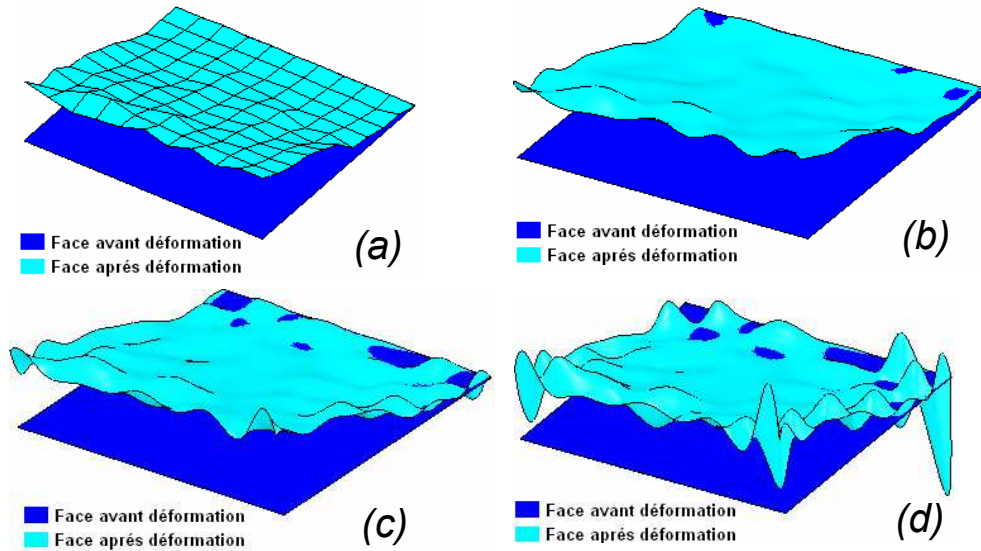 Face avant déformation
Face aprés déformation
(a)
Face avant déformation
Face aprés déformation
(b)
Face avant déformation
Face aprés déformation
(c)
Face avant déformation
Face aprés déformation
(d)